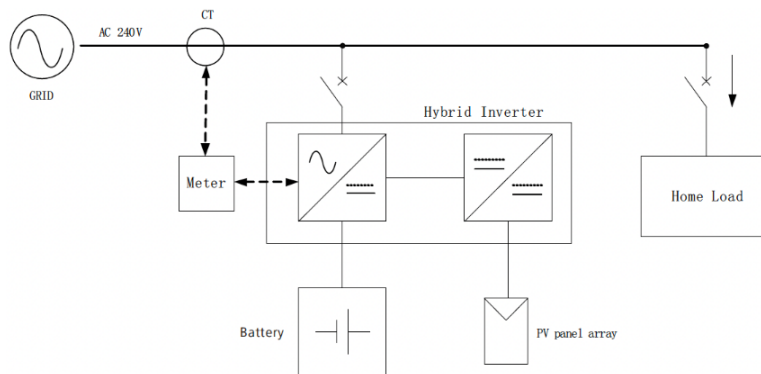 CT
AC 240V
GRID
Hybrid Inverter
Meter
Home Load
Battery
PV panel array